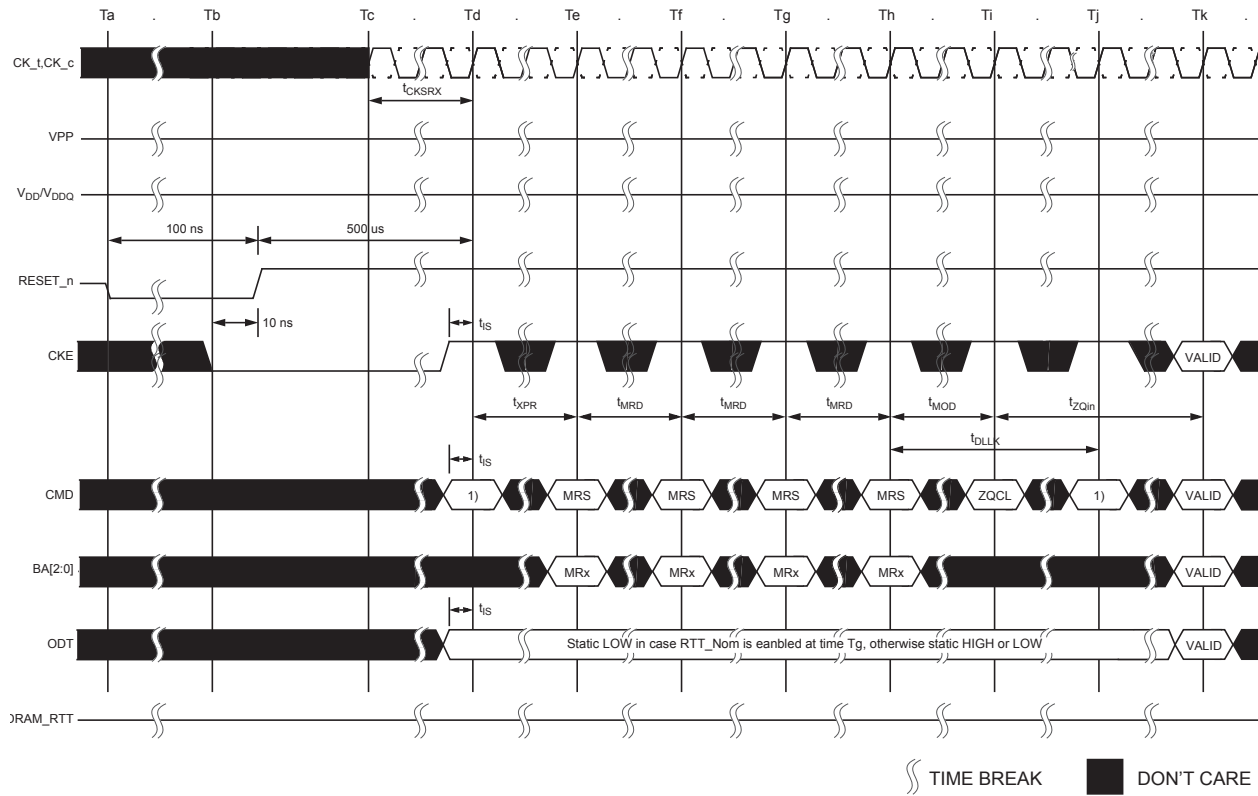 Ta . Tb Tc . Td . Te . Tf . Tg . Th . Ti . Tj . Tk .
CK_t,CK_c
tCKSRX
VPP
VDD/VDDQ
100 ns 500 us
RESET_n
10 ns tIS
CKE VALID
tXPR tMRD tMRD tMRD tMOD tZQin
tDLLK
tIS
CMD 1) MRS MRS MRS MRS ZQCL 1) VALID
BA[2:0] MRx MRx MRx MRx VALID
tIS
ODT Static LOW in case RTT_Nom is eanbled at time Tg, otherwise static HIGH or LOW VALID
DRAM_RTT
TIME BREAK DON'T CARE